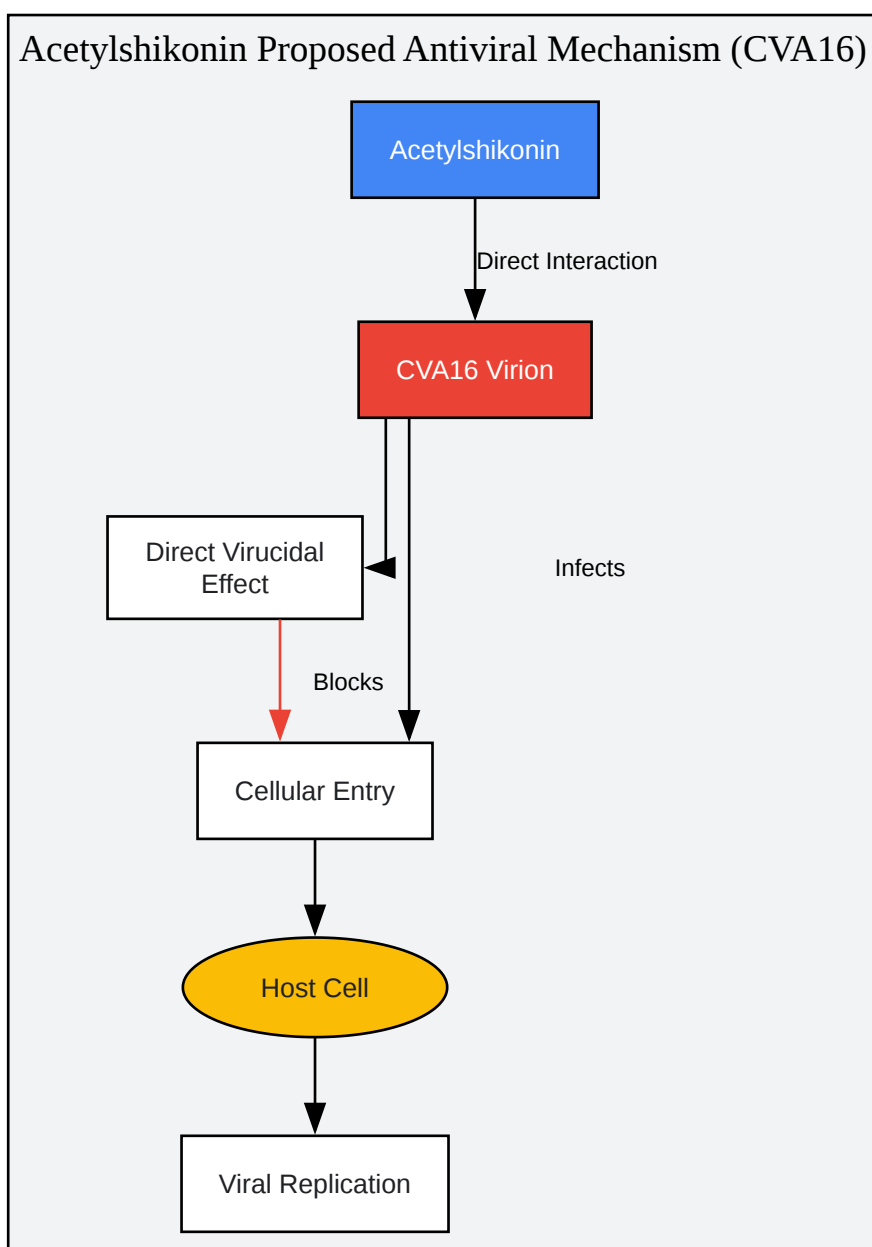 Acetylshikonin Proposed Antiviral Mechanism (CVA16)
Acetylshikonin
Direct Interaction
CVA16 Virion
Direct Virucidal
Effect
Infects
Blocks
Cellular Entry
Host Cell
Viral Replication